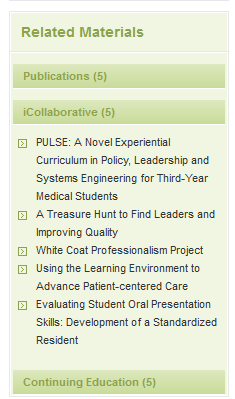 Related Materials
Publications (5)
iCollaborative (5)
PULSE: A Novel Experiential
Curriculum in Policy, Leadership and
Systems Engineering for Third-Year
Medical Students
A Treasure Hunt to Find Leaders and
Improving Quality
White Coat Professionalism Project
Using the Learning Environment to
Advance Patient-centered Care
Evaluating Student Oral Presentation
Skills: Development of a Standardized
Resident
Continuing Education (5)